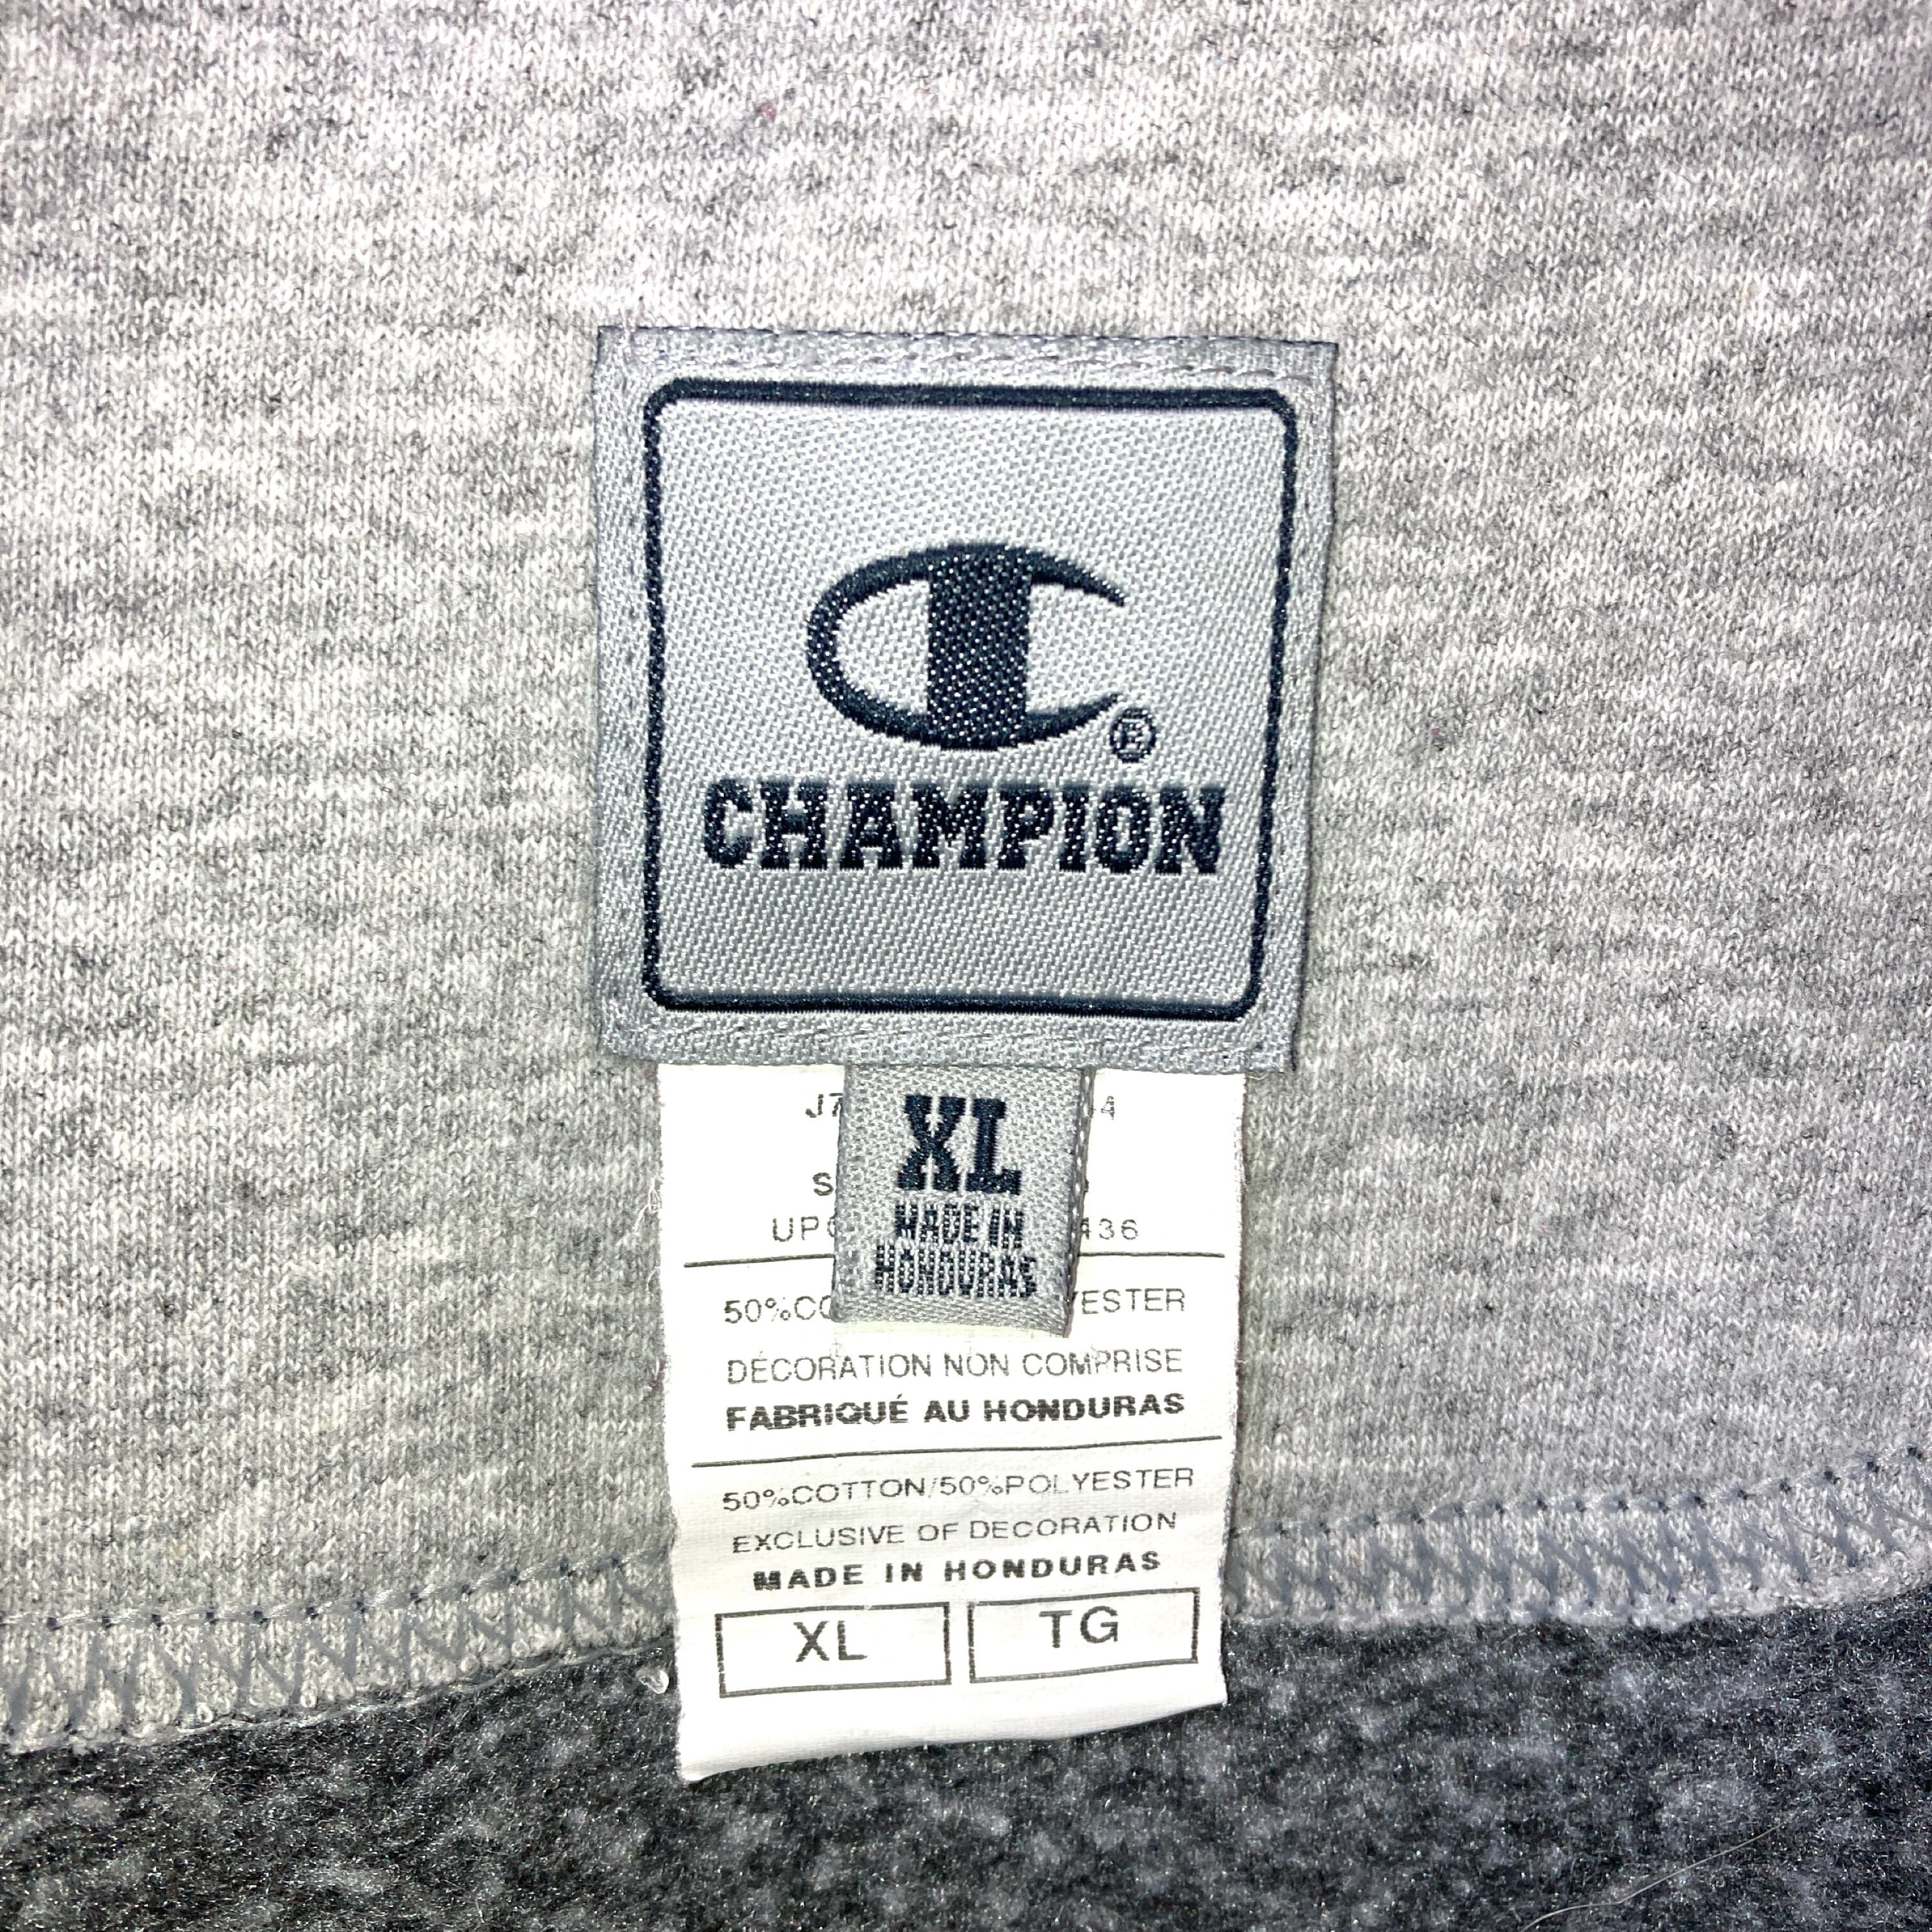 ®
CHAMPION
XL
MADE IN
HONDURAS
DÉCORATION NON COMPRISE
FABRIQUÉ AU HONDURAS
50%COTTON/50%POLYESTER
EXCLUSIVE OF DECORATION
MADE IN HONDURAS
XL TG